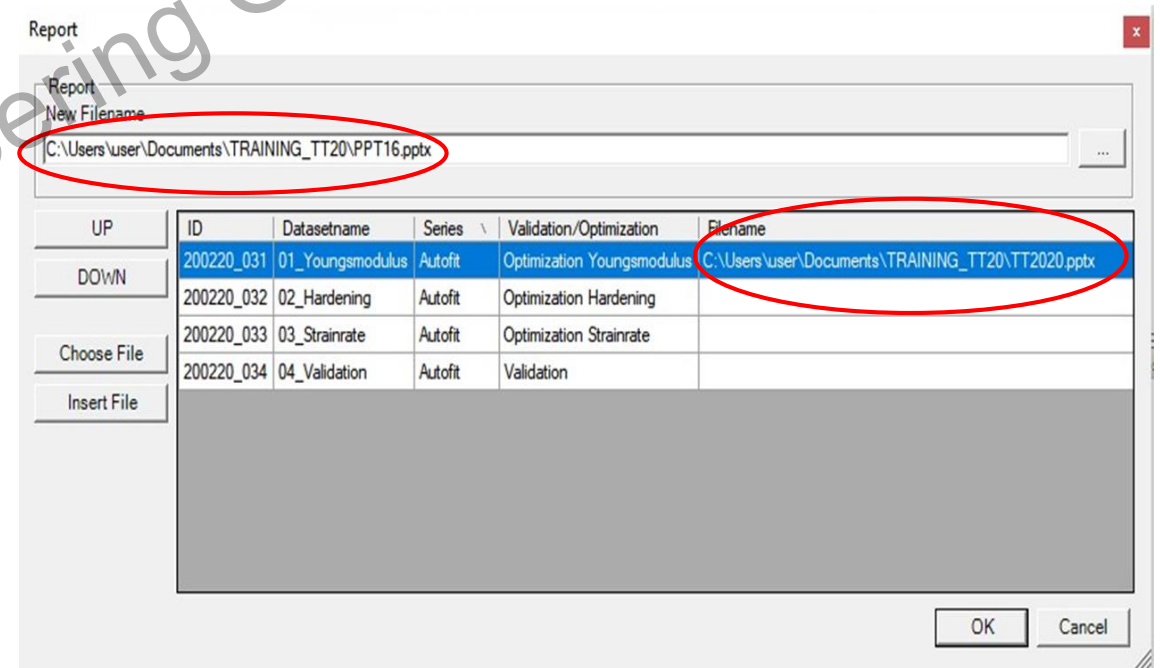 Report
Report
New Filename
C:\Users\user\Documents\TRAINING_TT20\PPT16.pptx
...
UP
DOWN
Choose File
Insert File
ID Datasetname Series \ Validation/Optimization Filename
200220_031 01_Youngsmodulus Autofit Optimization Youngsmodulus C:\Users\user\Documents\TRAINING_TT20\TT2020.pptx
200220_032 02_Hardening Autofit Optimization Hardening
200220_033 03_Strainrate Autofit Optimization Strainrate
200220_034 04_Validation Autofit Validation
OK Cancel